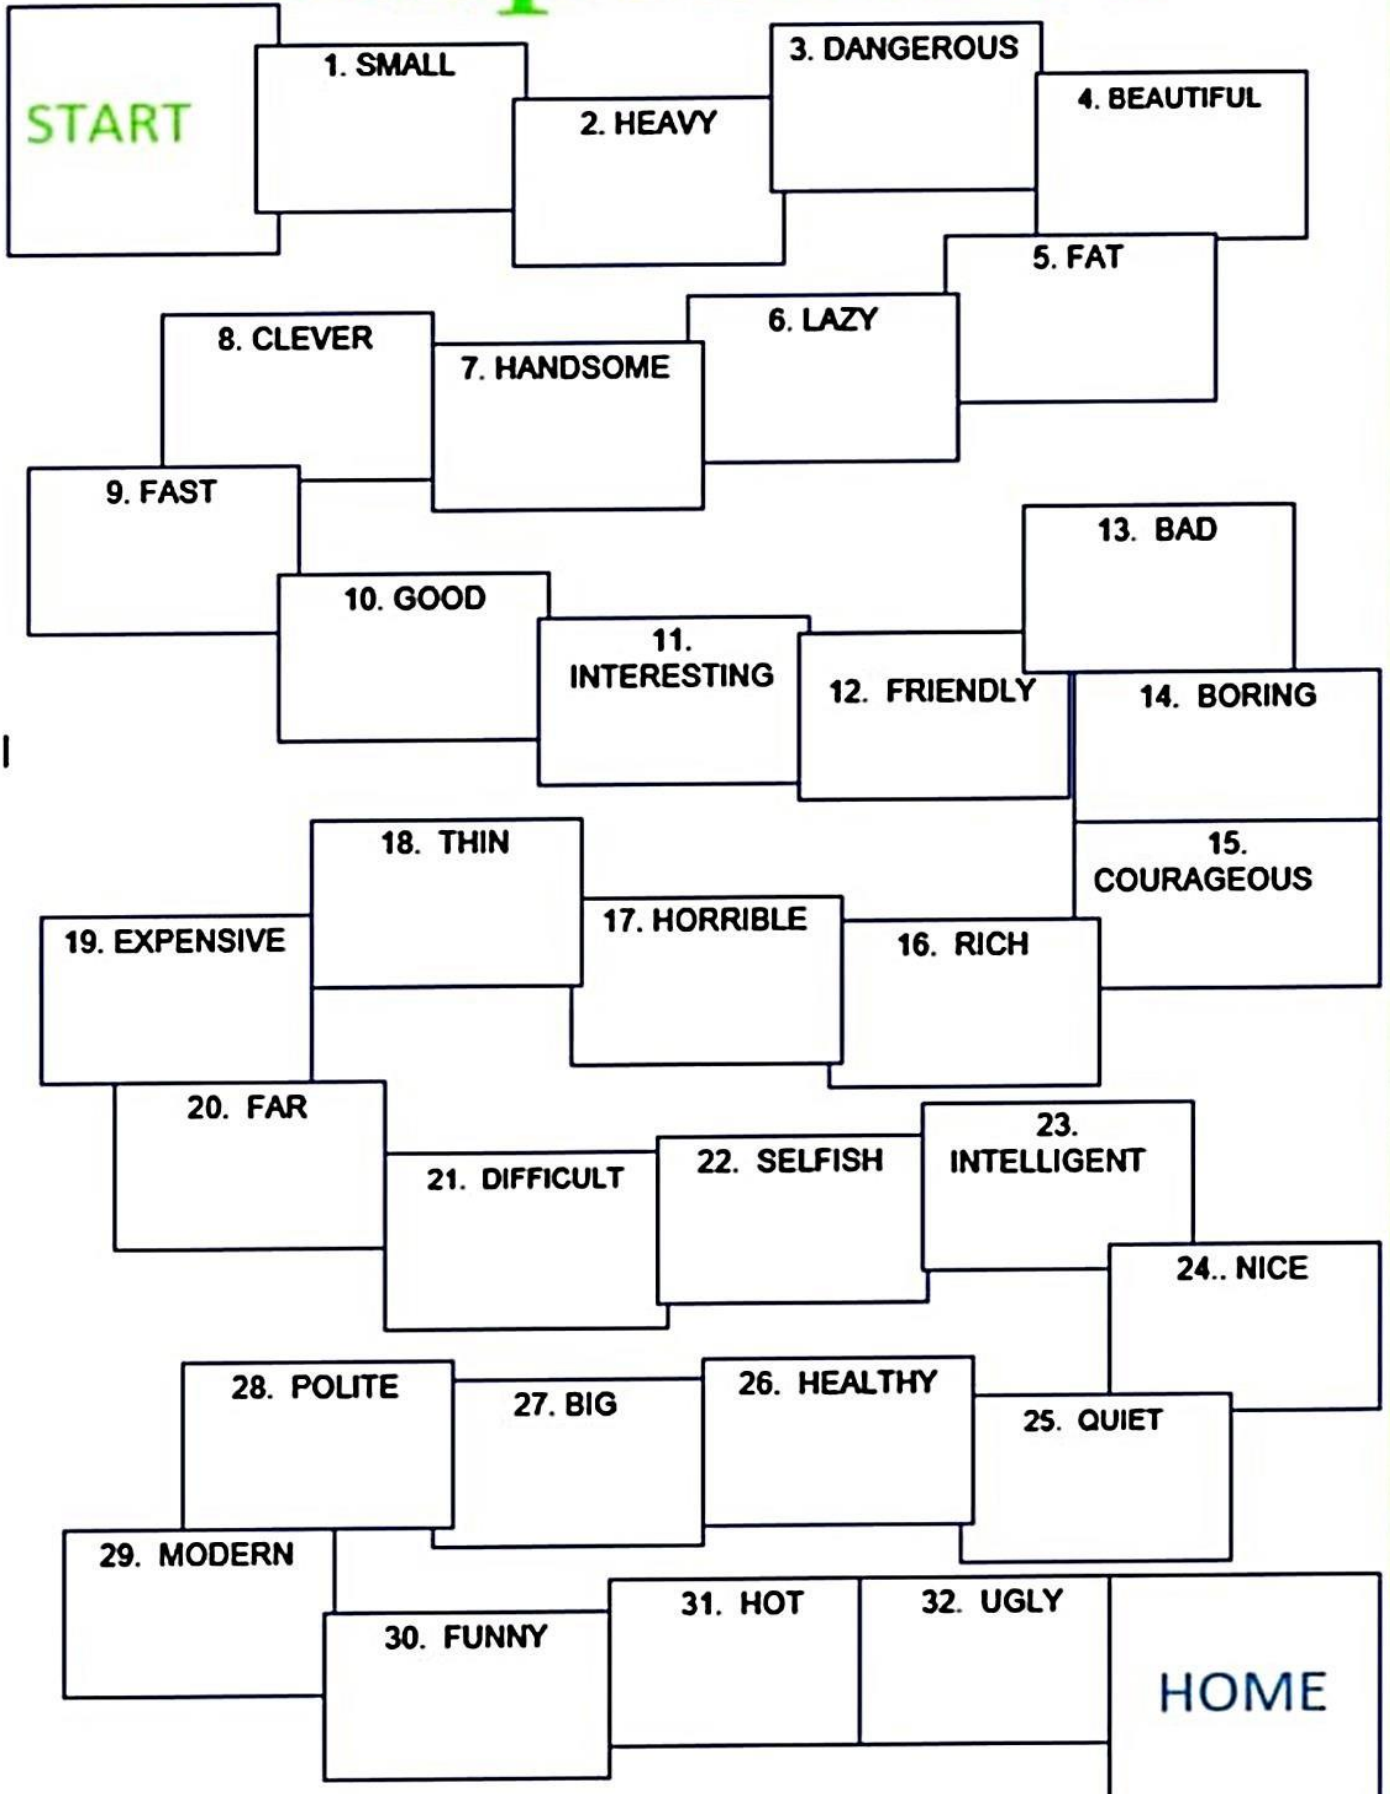 START
1. SMALL
2. HEAVY
3. DANGEROUS
4. BEAUTIFUL
5. FAT
6. LAZY
7. HANDSOME
8. CLEVER
9. FAST
10. GOOD
11.
INTERESTING
12. FRIENDLY
13. BAD
14. BORING
15.
COURAGEOUS
16. RICH
17. HORRIBLE
18. THIN
19. EXPENSIVE
20. FAR
21. DIFFICULT
22. SELFISH
23.
INTELLIGENT
24.. NICE
25. QUIET
26. HEALTHY
27. BIG
28. POLITE
29. MODERN
30. FUNNY
31. HOT
32. UGLY
HOME